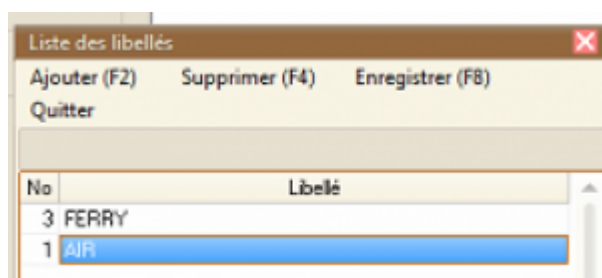 Liste des libellés
Ajouter (F2) Supprimer (F4) Enregistrer (F8)
Quitter
No Libellé
3 FERRY
1 AIR